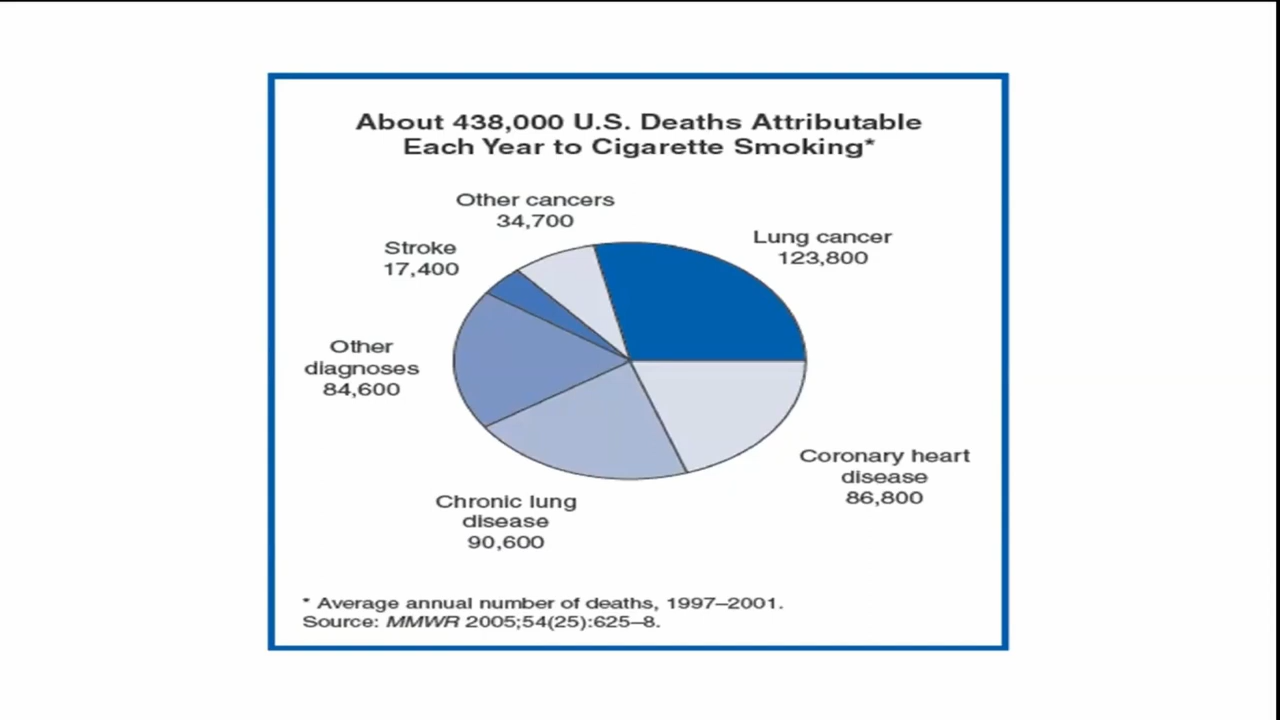 About 438,000 U.S. Deaths Attributable
Each Year to Cigarette Smoking*
Other cancers
34,700
Lung cancer
123,800
Stroke
17,400
Other
diagnoses
84,600
Coronary heart
disease
86,800
Chronic lung
disease
90,600
* Average annual number of deaths, 1997–2001.
Source: MMWR 2005;54(25):625–8.